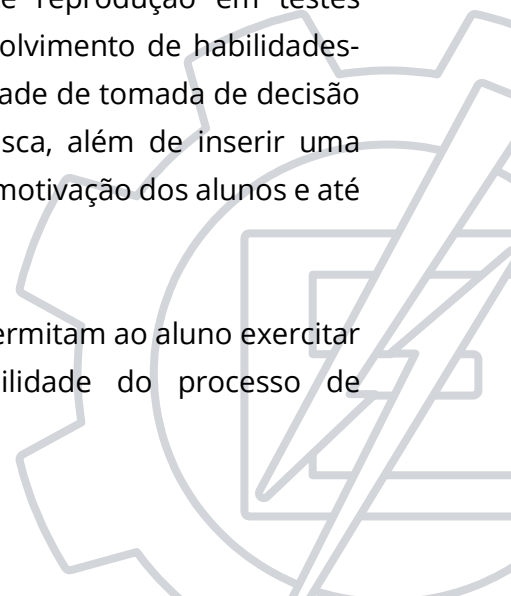 e reprodução em testes
olvimento de habilidades-
ade de tomada de decisão
sca, além de inserir uma
motivação dos alunos e até
ermitam ao aluno exercitar
ilidade do processo de